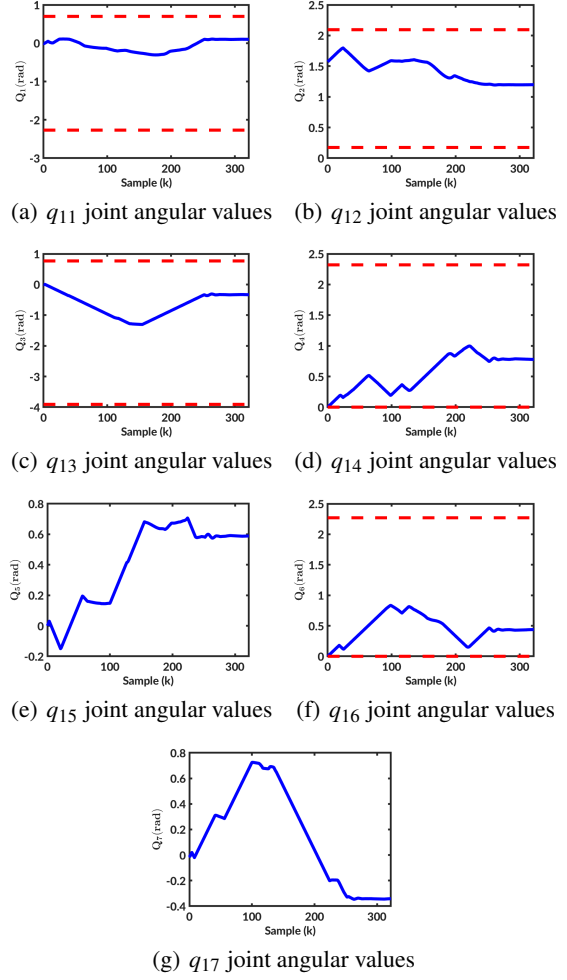 1
0
-1
-2
-3
Q1(rad)
0 100 200 300
Sample (k)
2.5
2
1.5
1
0.5
0
Q2(rad)
0 100 200 300
Sample (k)
(a) q11 joint angular values
(b) q12 joint angular values
1
0
-1
-2
-3
-4
Q3(rad)
0 100 200 300
Sample (k)
2.5
2
1.5
1
0.5
0
Q4(rad)
0 100 200 300
Sample (k)
(c) q13 joint angular values
(d) q14 joint angular values
0.8
0.6
0.4
0.2
0
-0.2
Q5(rad)
0 100 200 300
Sample (k)
2.5
2
1.5
1
0.5
0
Q6(rad)
0 100 200 300
Sample (k)
(e) q15 joint angular values
(f) q16 joint angular values
0.8
0.6
0.4
0.2
0
-0.2
-0.4
Q7(rad)
0 100 200 300
Sample (k)
(g) q17 joint angular values